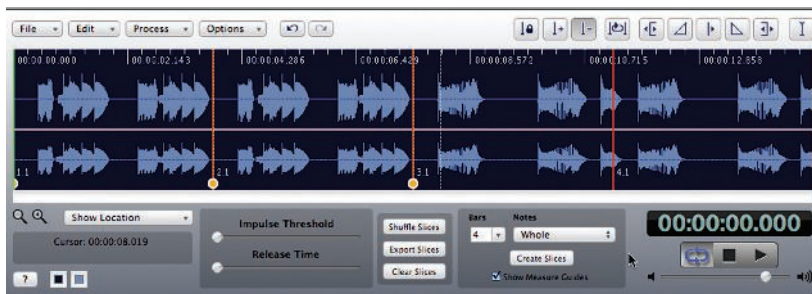 File Edit Process Options
00:00:00.000 00:00:02.143 00:00:04.286 00:00:06.429 00:00:08.572 00:00:10.715 00:00:12.858
1.1 2.1 3.1 4.1
Show Location
Cursor: 00:00:08.019
?
Impulse Threshold
Release Time
Shuffle Slices
Export Slices
Clear Slices
Bars Notes
4 Whole
Create Slices
Show Measure Guides
00:00:00.000